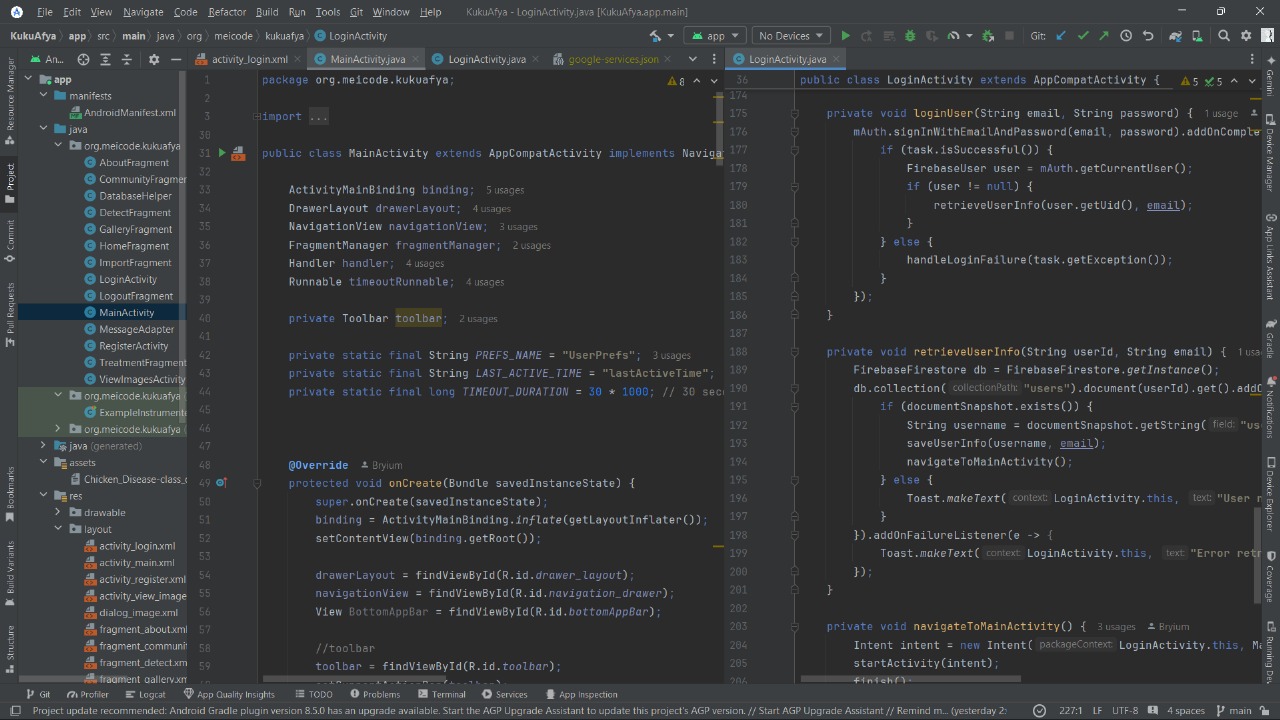 File Edit View Navigate Code Refactor Build Run Tools Git Window Help KukuAfya - LoginActivity.java [KukuAfya.app.main]
KukuAfya app src main java org meicode kukuafya LoginActivity
app No Devices Git:
An... activity_login.xml MainActivity.java LoginActivity.java google-services.json LoginActivity.java
Resource Manager
Project
Commit
Pull Requests
Bookmarks
Build Variants
Structure
app
manifests
AndroidManifest.xml
java
org.meicode.kukuafya
AboutFragment
CommunityFragmen
DatabaseHelper
DetectFragment
GalleryFragment
HomeFragment
ImportFragment
LoginActivity
LogoutFragment
MainActivity
MessageAdapter
RegisterActivity
TreatmentFragment
ViewImagesActivity
org.meicode.kukuafya
ExampleInstrumente
org.meicode.kukuafya
java (generated)
assets
Chicken_Disease-class_c
res
drawable
layout
activity_login.xml
activity_main.xml
activity_register.xml
activity_view_image
dialog_image.xml
fragment_about.xml
fragment_communit
fragment_detect.xm
fragment_gallery.xml
1 package org.meicode.kukuafya; 8
2
3 import ...
30
31 public class MainActivity extends AppCompatActivity implements Naviga
32
33 ActivityMainBinding binding; 5 usages
34 DrawerLayout drawerLayout; 4 usages
35 NavigationView navigationView; 3 usages
36 FragmentManager fragmentManager; 2 usages
37 Handler handler; 4 usages
38 Runnable timeoutRunnable; 4 usages
39
40 private Toolbar toolbar; 2 usages
41
42 private static final String PREFS_NAME = "UserPrefs"; 3 usages
43 private static final String LAST_ACTIVE_TIME = "lastActiveTime";
44 private static final long TIMEOUT_DURATION = 30 * 1000; // 30 seco
45
46
47
48 @Override Bryium
49 protected void onCreate(Bundle savedInstanceState) {
50 super.onCreate(savedInstanceState);
51 binding = ActivityMainBinding.inflate(getLayoutInflater());
52 setContentView(binding.getRoot());
53
54 drawerLayout = findViewById(R.id.drawer_layout);
55 navigationView = findViewById(R.id.navigation_drawer);
56 View BottomAppBar = findViewById(R.id.bottomAppBar);
57
58 //toolbar
59 toolbar = findViewById(R.id.toolbar);
36 public class LoginActivity extends AppCompatActivity { 5 5
174
175 private void loginUser(String email, String password) { 1 usage
176 mAuth.signInWithEmailAndPassword(email, password).addOnComple
177 if (task.isSuccessful()) {
178 FirebaseUser user = mAuth.getCurrentUser();
179 if (user != null) {
180 retrieveUserInfo(user.getUid(), email);
181 }
182 } else {
183 handleLoginFailure(task.getException());
184 }
185 });
186 }
187
188 private void retrieveUserInfo(String userId, String email) { 1 usa
189 FirebaseFirestore db = FirebaseFirestore.getInstance();
190 db.collection( collectionPath: "users").document(userId).get().addO
191 if (documentSnapshot.exists()) {
192 String username = documentSnapshot.getString( field: "us
193 saveUserInfo(username, email);
194 navigateToMainActivity();
195 } else {
196 Toast.makeText( context: LoginActivity.this, text: "User n
197 }
198 }).addOnFailureListener(e -> {
199 Toast.makeText( context: LoginActivity.this, text: "Error retr
200 });
201 }
202
203 private void navigateToMainActivity() { 3 usages Bryium
204 Intent intent = new Intent( packageContext: LoginActivity.this, Ma
205 startActivity(intent);
206 finish();
Gemini
Device Manager
App Links Assistant
Gradle
Notifications
Device Explorer
Coverage
Running De
Git Profiler Logcat App Quality Insights TODO Problems Terminal Services App Inspection
Project update recommended: Android Gradle plugin version 8.5.0 has an upgrade available. Start the AGP Upgrade Assistant to update this project's AGP version. // Start AGP Upgrade Assistant // Remind m... (yesterday 2: 227:1 LF UTF-8 4 spaces main